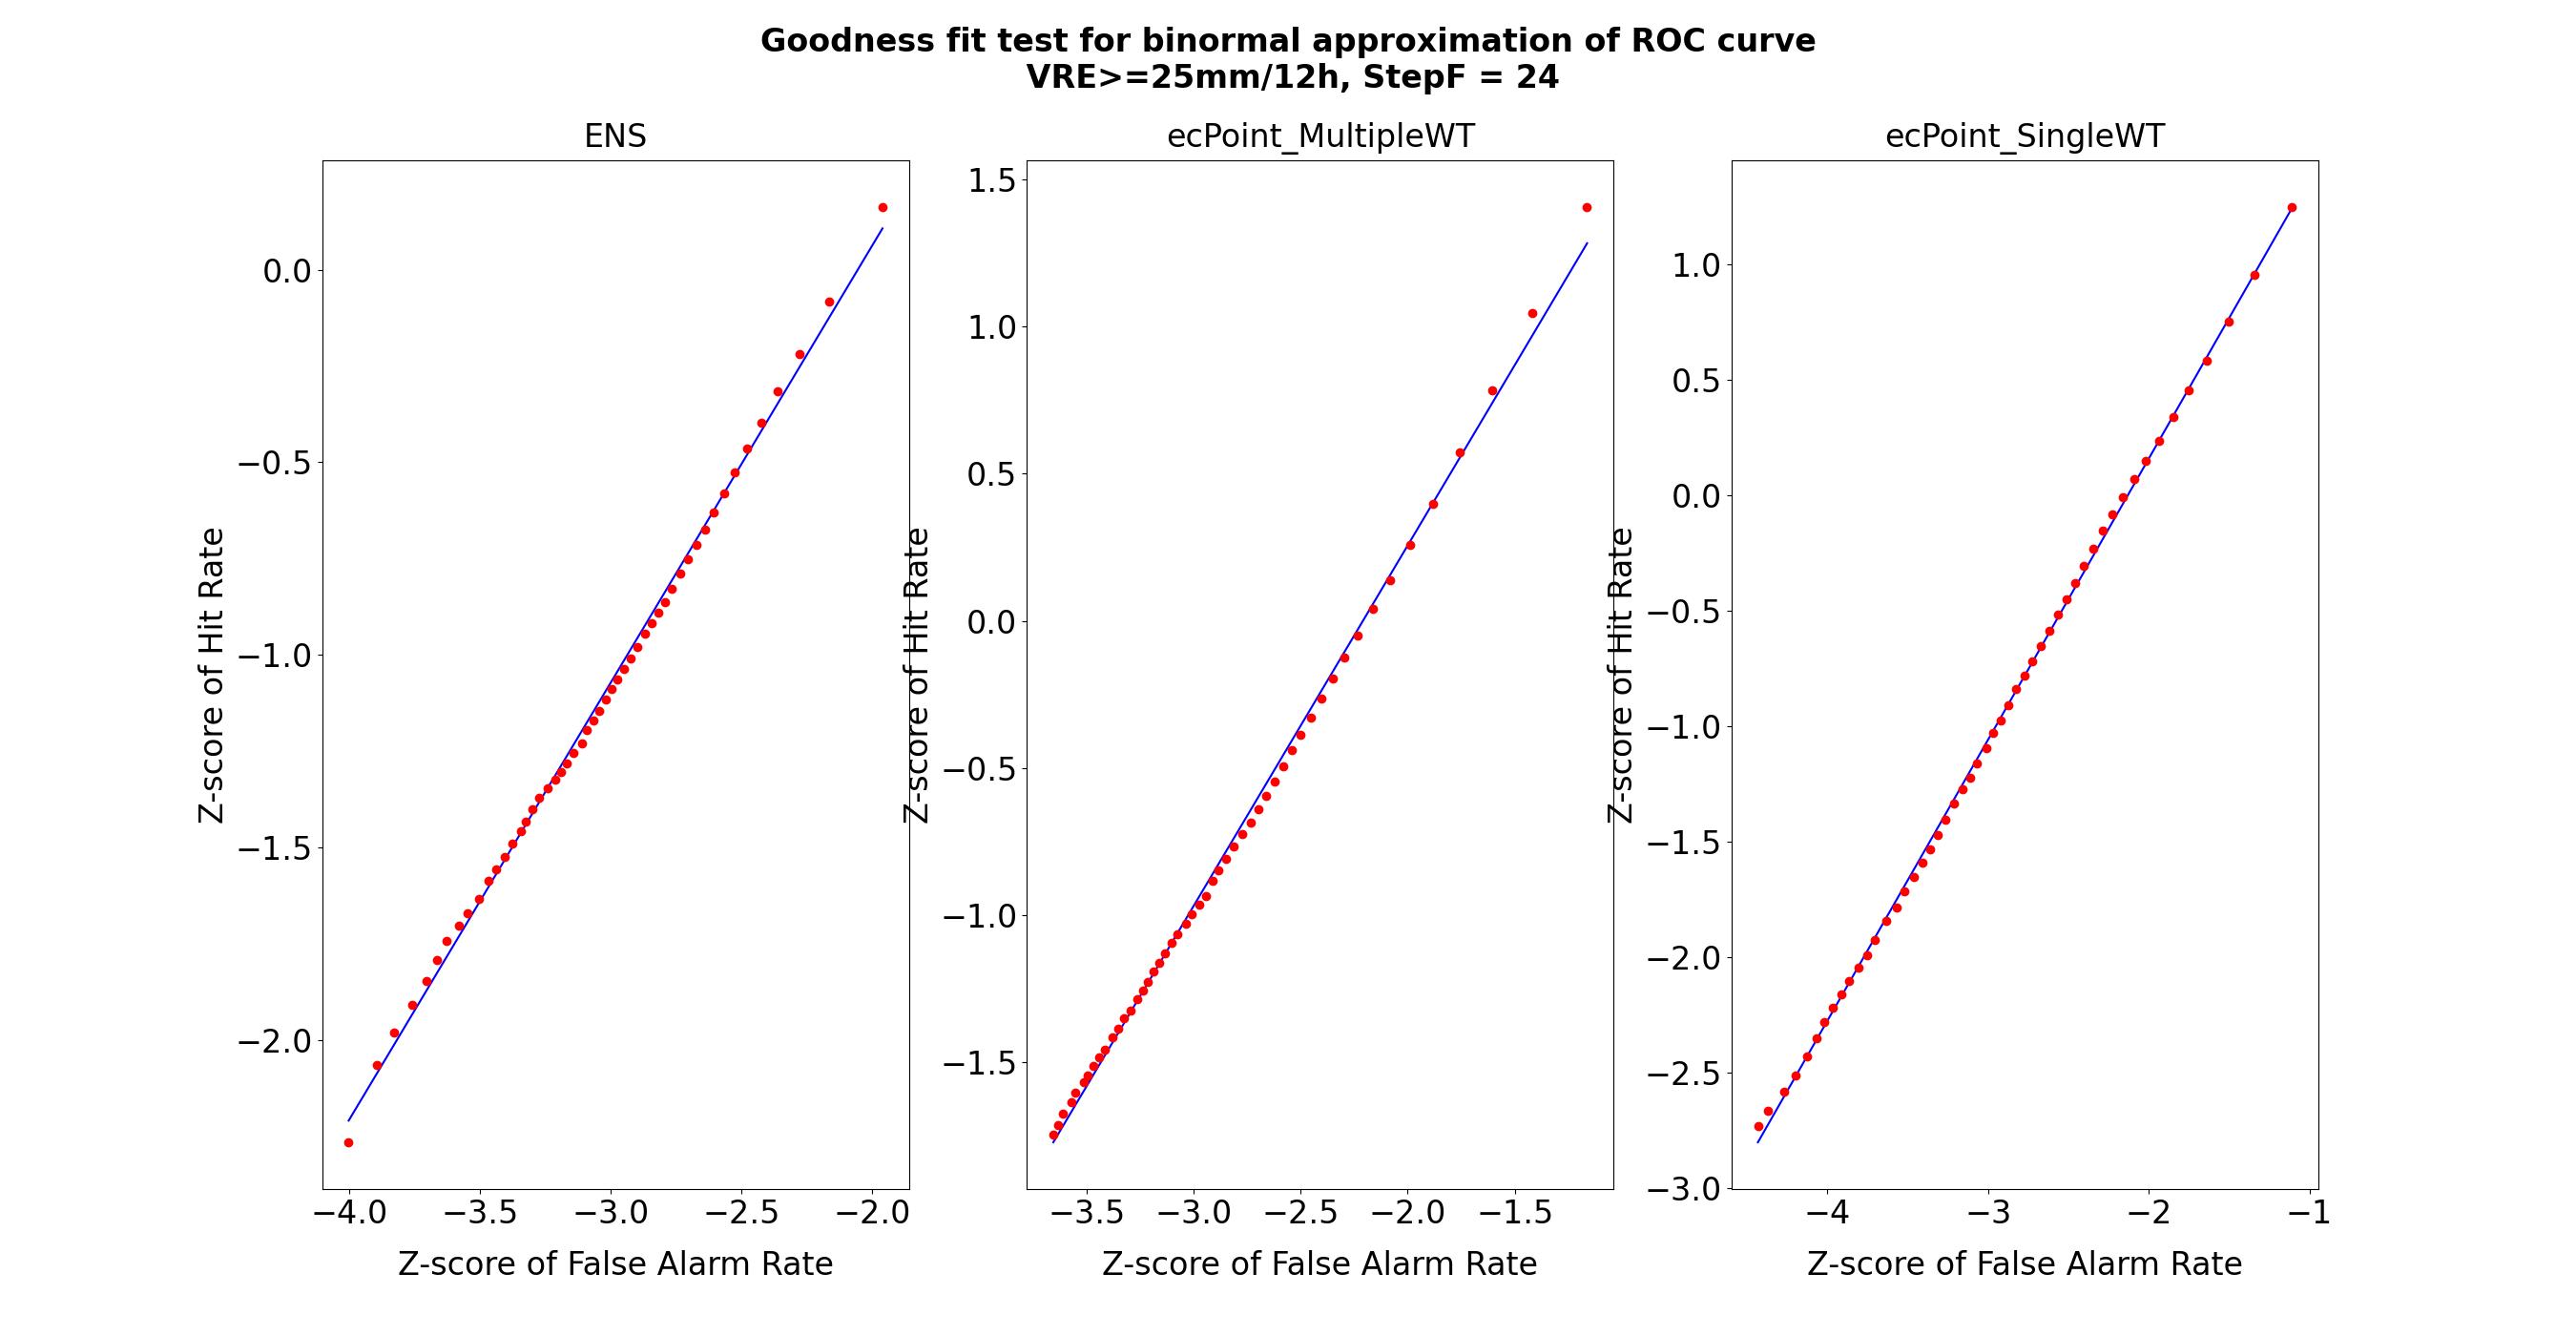 Goodness fit test for binormal approximation of ROC curve
VRE>=25mm/12h, StepF = 24
ENS
0.0
−0.5
−1.0
−1.5
−2.0
Z-score of Hit Rate
−4.0 −3.5 −3.0 −2.5 −2.0
Z-score of False Alarm Rate
ecPoint_MultipleWT
1.5
1.0
0.5
0.0
−0.5
−1.0
−1.5
Z-score of Hit Rate
−3.5 −3.0 −2.5 −2.0 −1.5
Z-score of False Alarm Rate
ecPoint_SingleWT
1.0
0.5
0.0
−0.5
−1.0
−1.5
−2.0
−2.5
−3.0
Z-score of Hit Rate
−4 −3 −2 −1
Z-score of False Alarm Rate